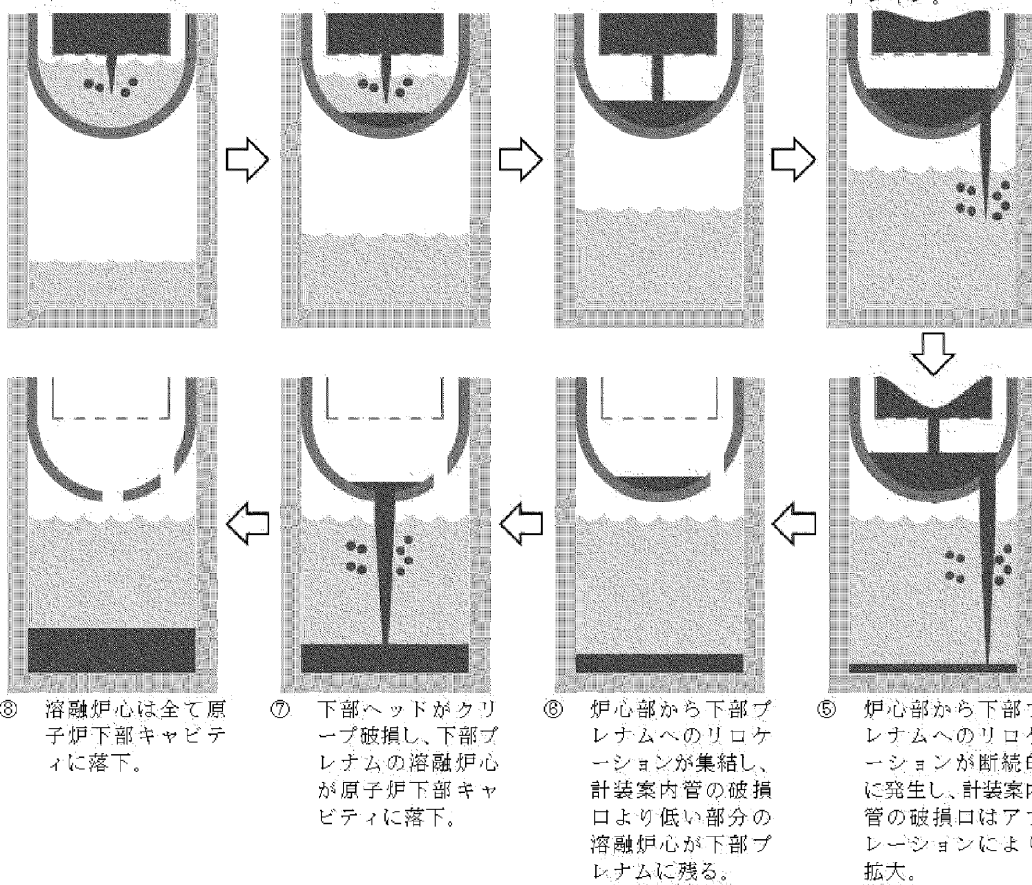 ⑧ 溶融炉心は全て原
子炉下部キャビテ
ィに落下。
⑦ 下部ヘッドがクリ
ープ破損し、下部プ
レナムの溶融炉心
が原子炉下部キャ
ビティに落下。
⑥ 炉心部から下部プ
レナムへのリロケ
ーションが集結し、
計装案内管の破損
口より低い部分の
溶融炉心が下部プ
レナムに残る。
⑤ 炉心部から下部
レナムへのリロケ
ーションが断続的
に発生し、計装案内
管の破損口はアブ
レーションにより
拡大。